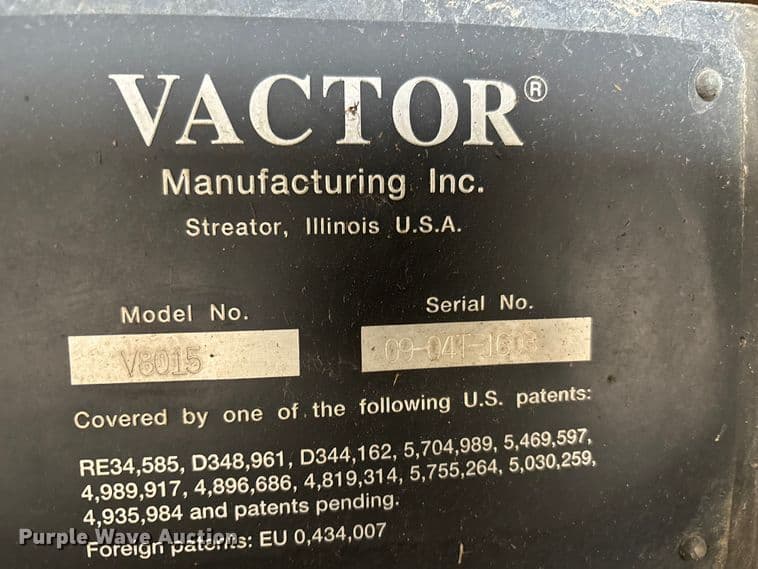 VACTOR®
Manufacturing Inc.
Streator, Illinois U.S.A.
Model No.
Serial No.
V8015
Covered by one of the following U.S. patents:
RE34,585, D348,961, D344,162, 5,704,989, 5,469,597,
4,989,917, 4,896,686, 4,819,314, 5,755,264, 5,030,259,
4,935,984 and patents pending.
Foreign patents: EU 0,434,007
Purple Wave Auction